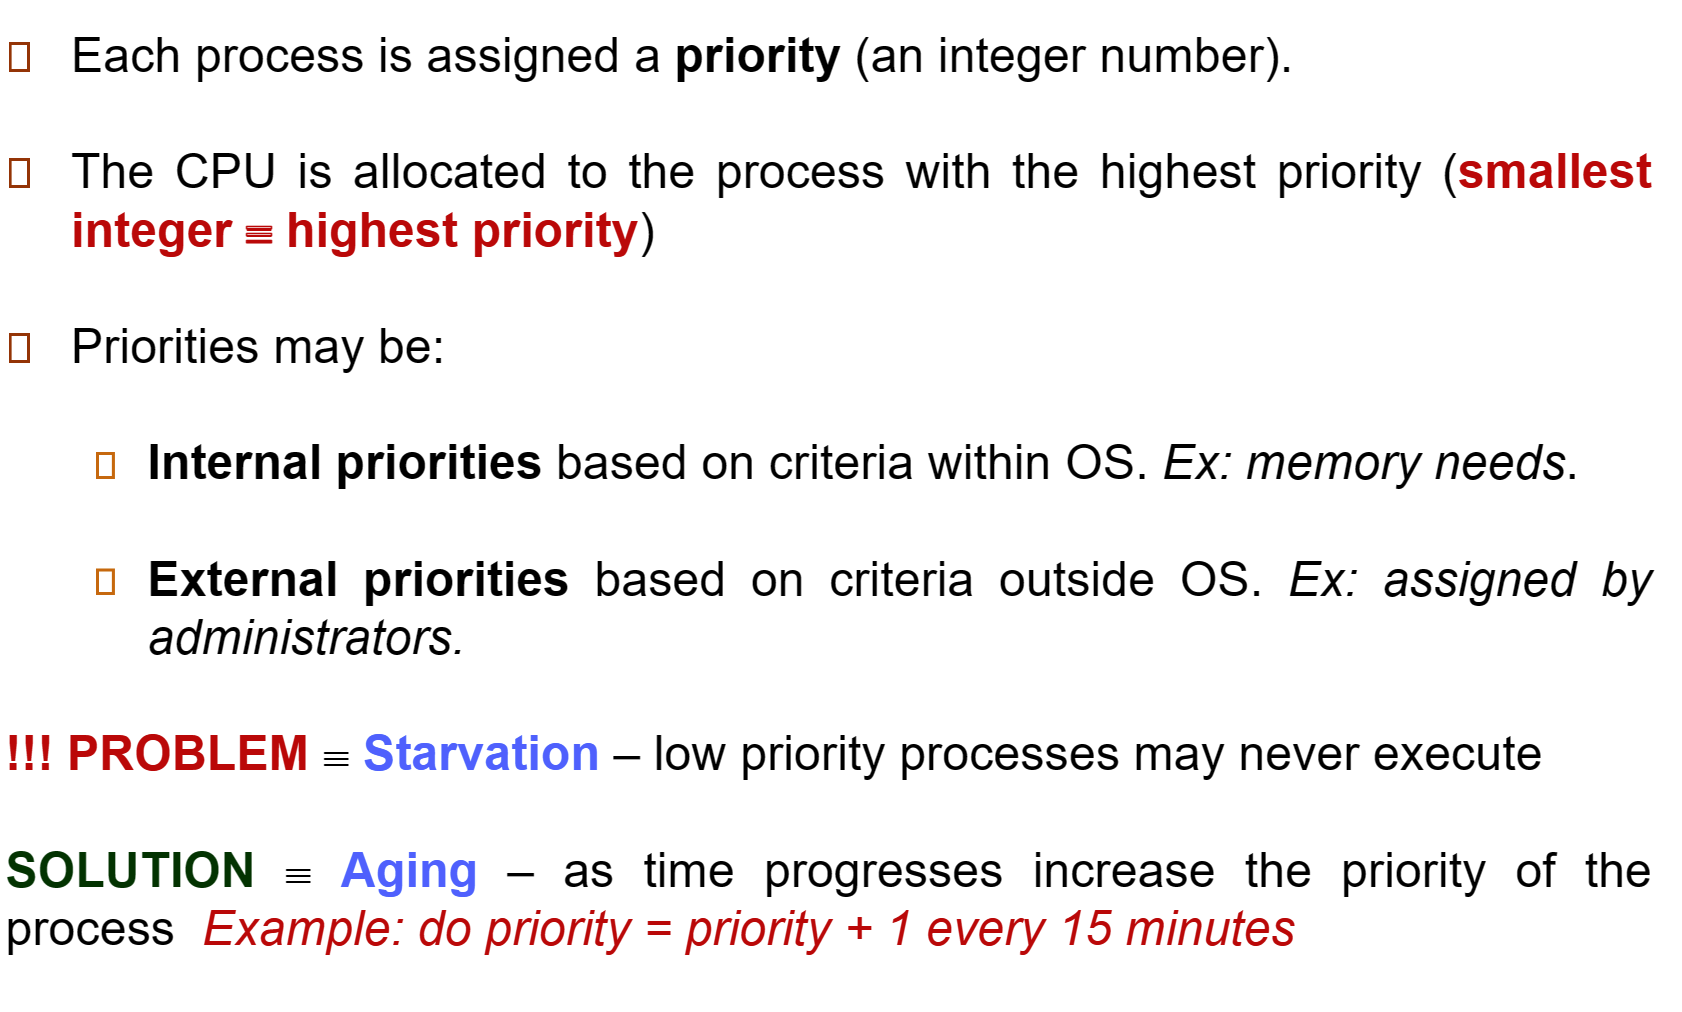 Each process is assigned a priority (an integer number).
The CPU is allocated to the process with the highest priority (smallest
integer ≡ highest priority)
Priorities may be:
Internal priorities based on criteria within OS. Ex: memory needs.
External priorities based on criteria outside OS. Ex: assigned by
administrators.
!!! PROBLEM ≡ Starvation – low priority processes may never execute
SOLUTION ≡ Aging – as time progresses increase the priority of the
process Example: do priority = priority + 1 every 15 minutes